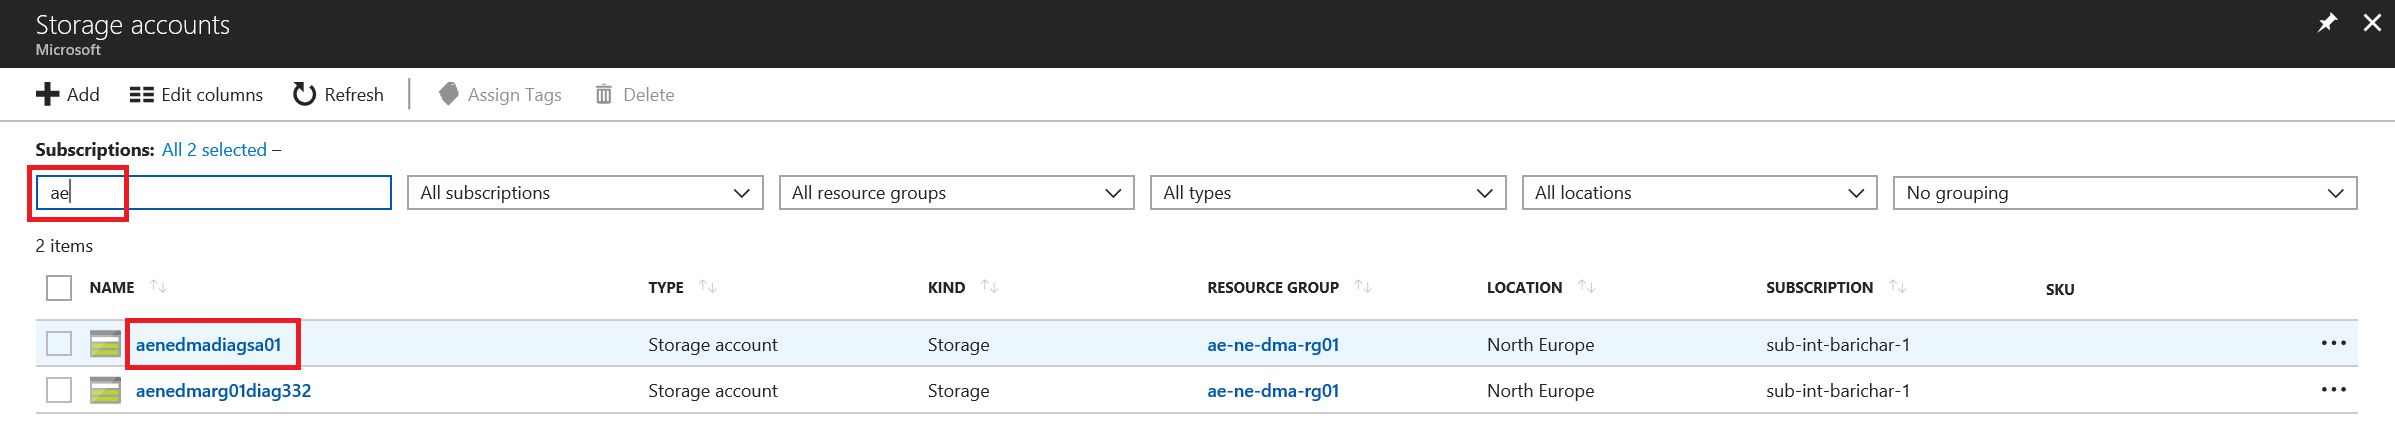 Storage accounts
Microsoft
Add Edit columns Refresh Assign Tags Delete
Subscriptions: All 2 selected –
ae All subscriptions All resource groups All types All locations No grouping
2 items
NAME TYPE KIND RESOURCE GROUP LOCATION SUBSCRIPTION SKU
aenedmadiagsa01 Storage account Storage ae-ne-dma-rg01 North Europe sub-int-barichar-1 ...
aenedmarg01diag332 Storage account Storage ae-ne-dma-rg01 North Europe sub-int-barichar-1 ...